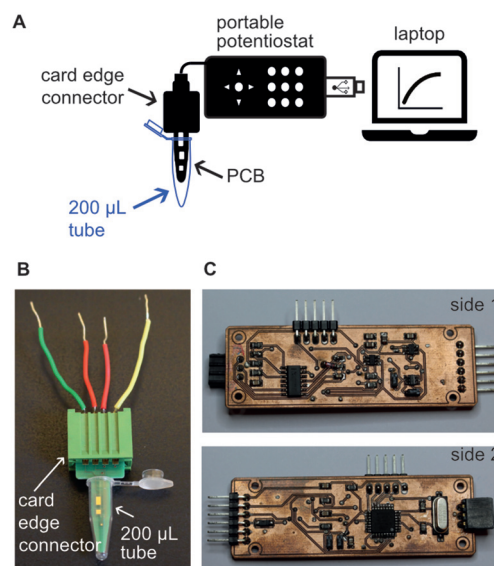 A
portable
potentiostat
laptop
card edge
connector
PCB
200 µL
tube
B
C
side 1
card
edge
connector
200 µL
tube
side 2